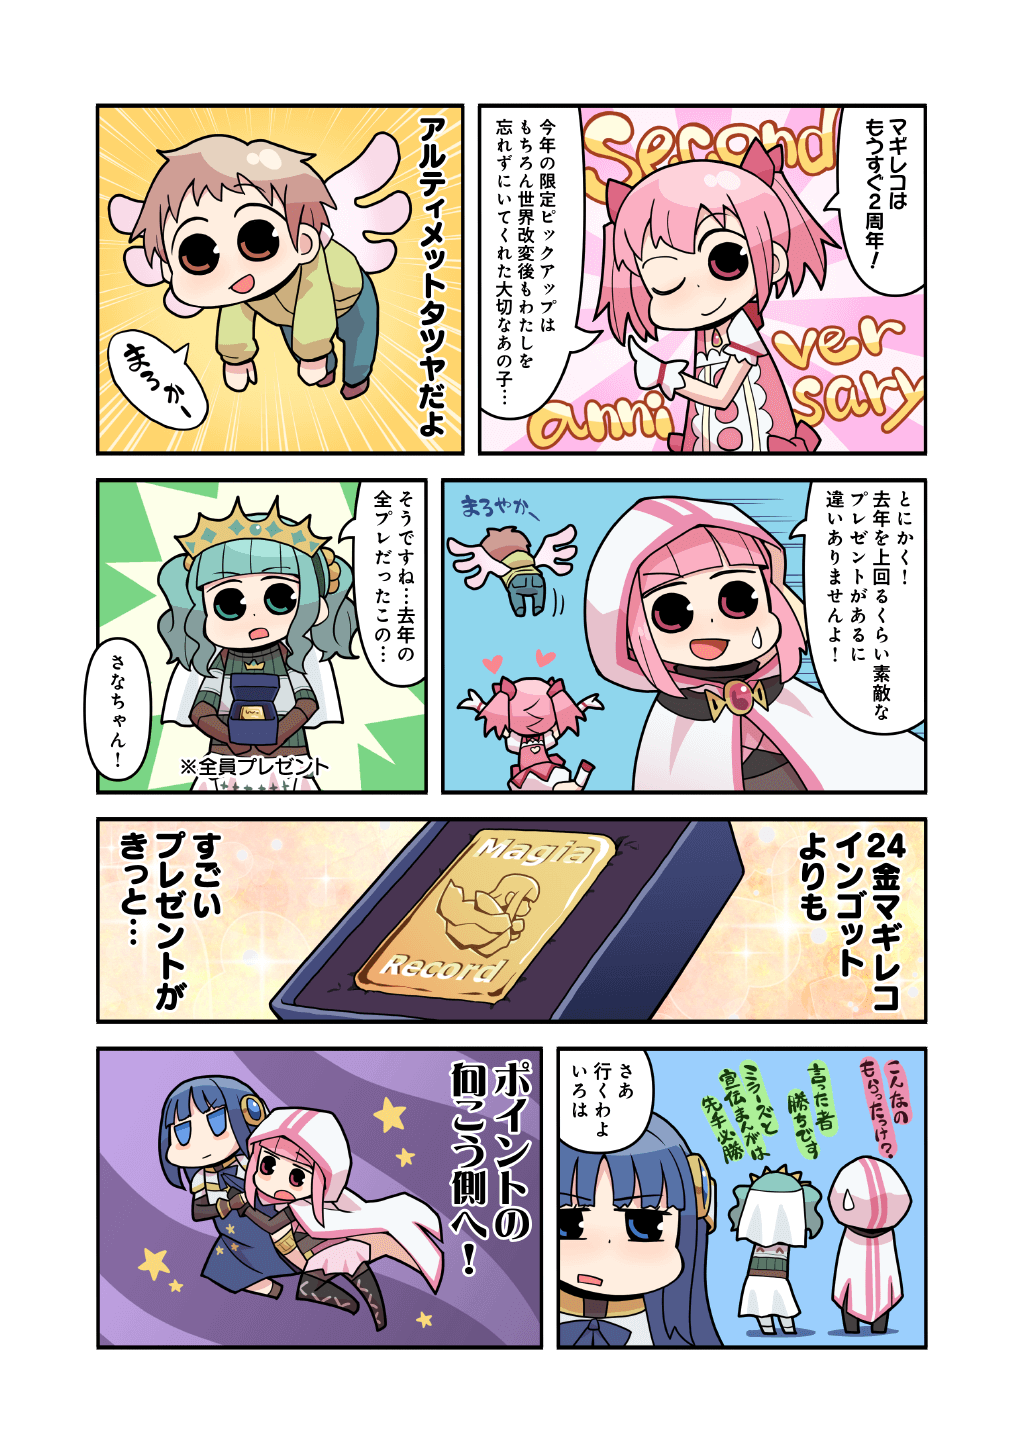 マギレコは
もうすぐ2周年！
Second
anni
ver
sary
今年の限定ピックアップは
もちろん世界改変後もわたしを
忘れずにいてくれた大切なあの子…
アルティメットタツヤだよ
まろかー
とにかく！
去年を上回るくらい素敵な
プレゼントがあるに
違いありませんよ！
まろやか〜
そうですね…去年の
全プレだったこの…
※全員プレゼント
さなちゃん！
24金マギレコ
インゴット
よりも
Magia
Record
すごい
プレゼントが
きっと…
こんなの
もらったっけ？
言った者
勝ちです
ミラーズと
宣伝まんがは
先手必勝
さあ
行くわよ
いろは
ポイントの
向こう側へ！